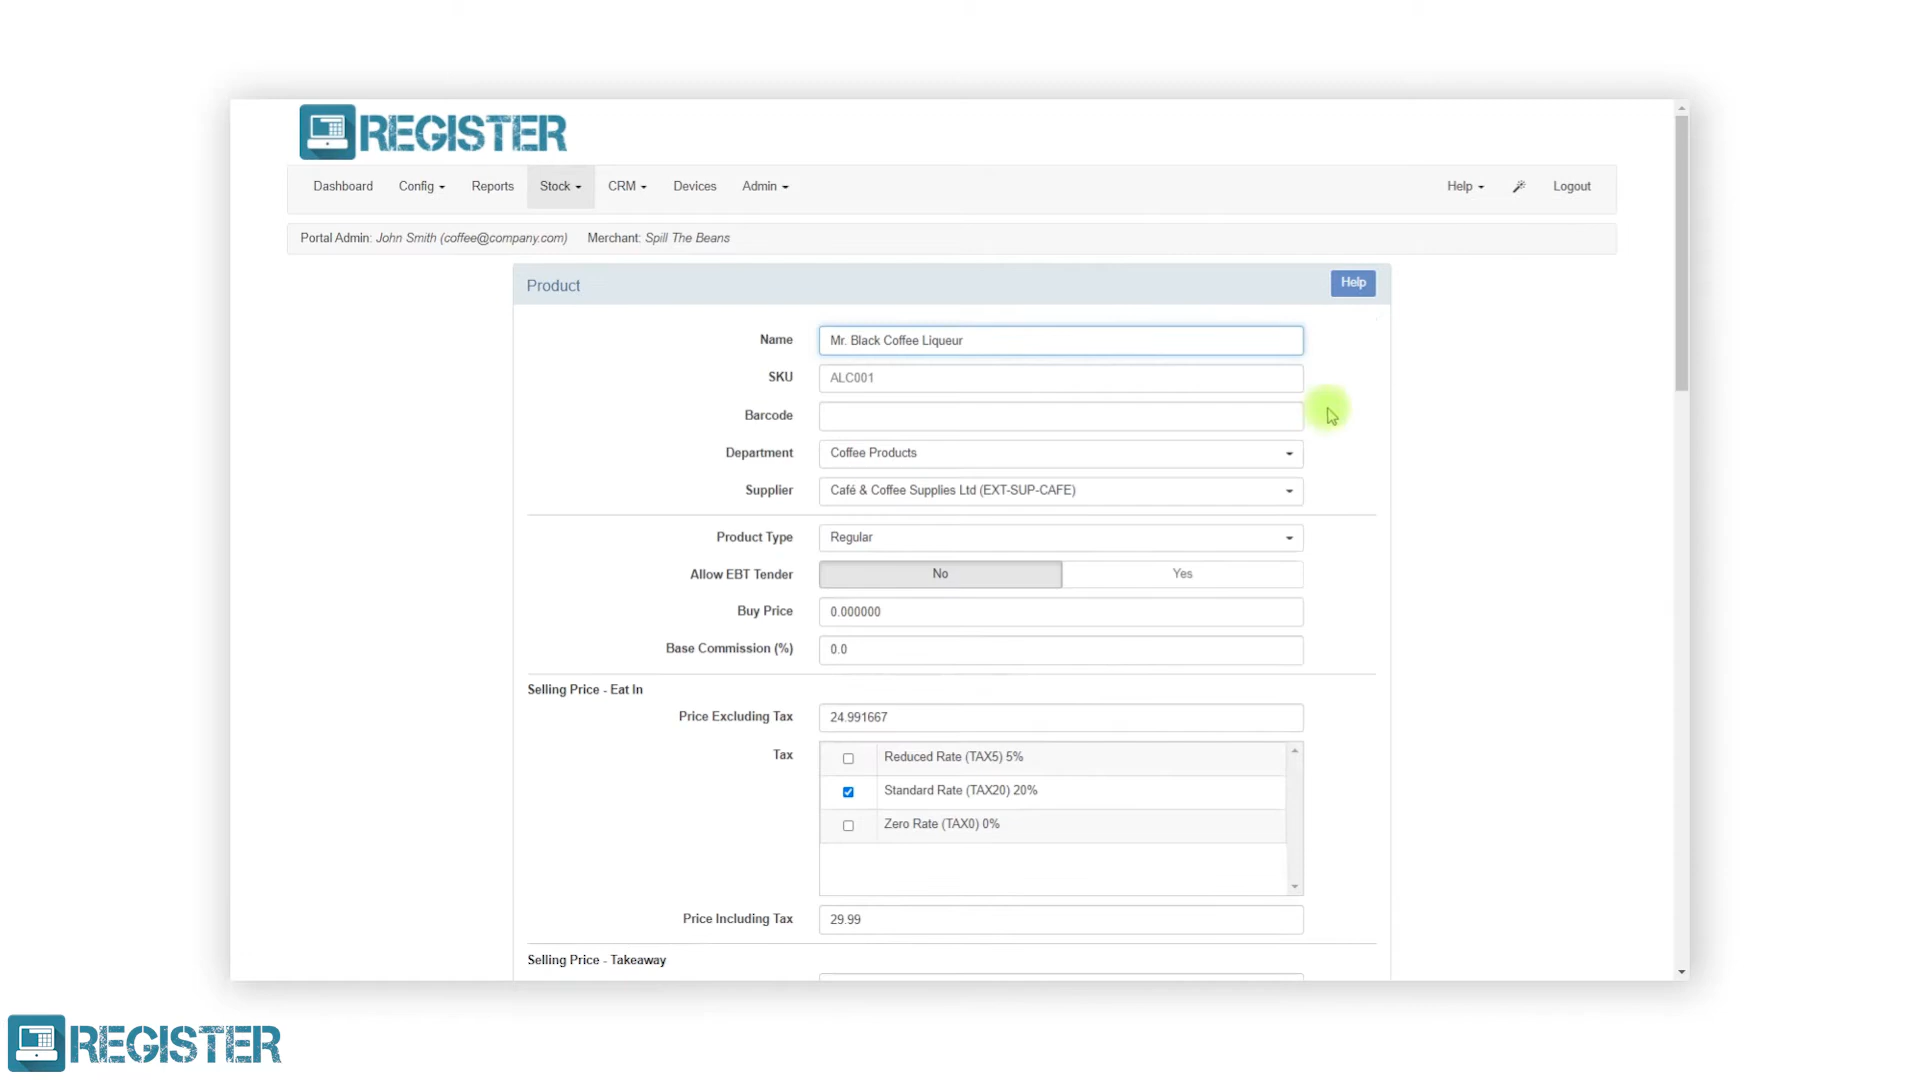 REGISTER
Dashboard Config Reports Stock CRM Devices Admin Help Logout
Portal Admin: John Smith (coffee@company.com) Merchant: Spill The Beans
Product Help
Name Mr. Black Coffee Liqueur
SKU ALC001
Barcode
Department Coffee Products
Supplier Café & Coffee Supplies Ltd (EXT-SUP-CAFE)
Product Type Regular
Allow EBT Tender No Yes
Buy Price 0.000000
Base Commission (%) 0.0
Selling Price - Eat In
Price Excluding Tax 24.991667
Tax Reduced Rate (TAX5) 5%
Standard Rate (TAX20) 20%
Zero Rate (TAX0) 0%
Price Including Tax 29.99
Selling Price - Takeaway
REGISTER